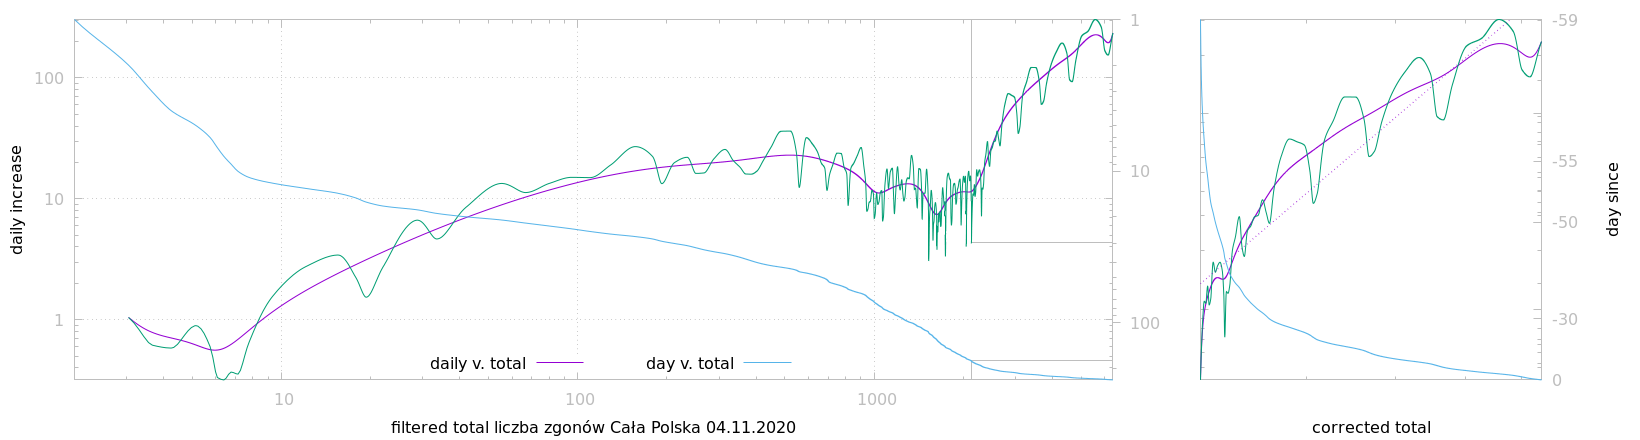 daily increase
100
10
1
1
10
100
10
100
1000
daily v. total
day v. total
filtered total liczba zgonów Cała Polska 04.11.2020
-59
-55
-50
-30
0
day since
corrected total